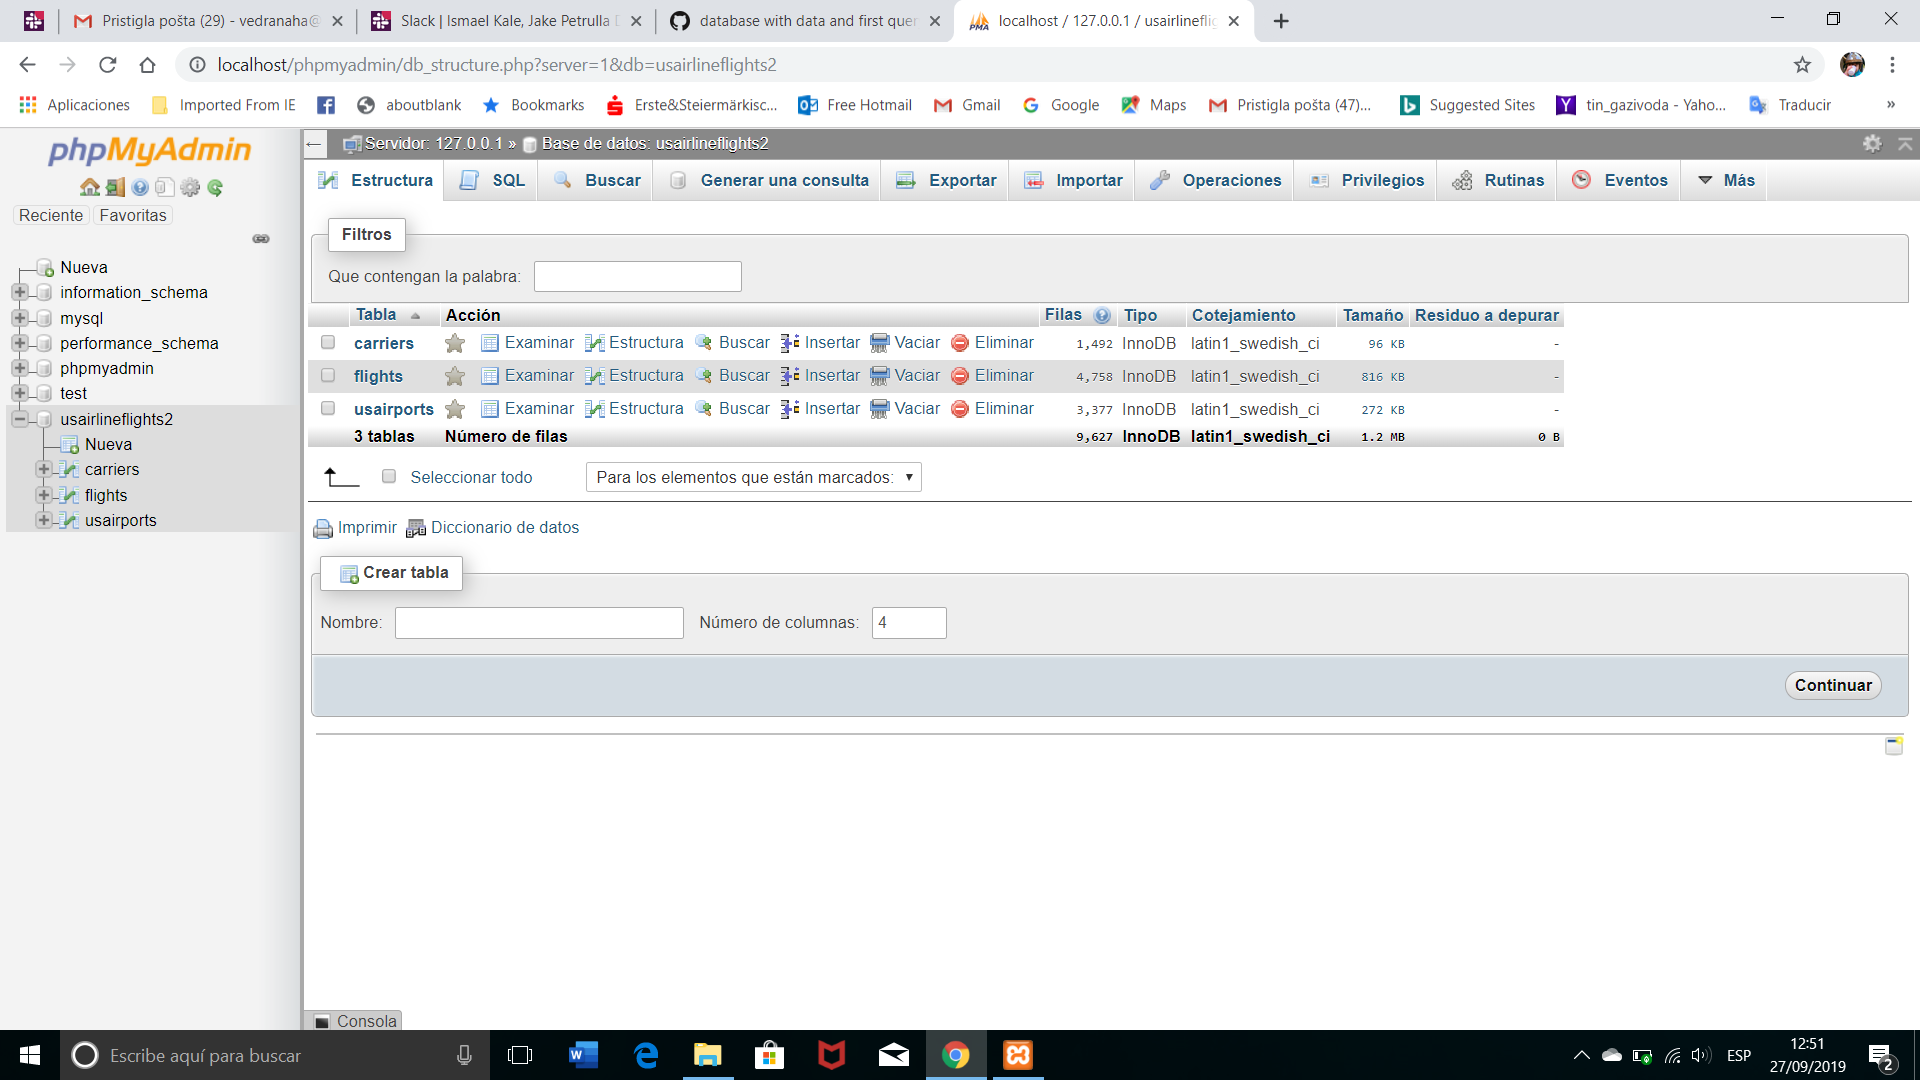 Pristigla pošta (29) - vedranaha@
Slack | Ismael Kale, Jake Petrulla
database with data and first quer
localhost / 127.0.0.1 / usairlinefli
localhost/phpmyadmin/db_structure.php?server=1&db=usairlineflights2
Aplicaciones Imported From IE aboutblank Bookmarks Erste&Steiermärkisc... Free Hotmail Gmail Google Maps Pristigla pošta (47)... Suggested Sites tin_gazivoda - Yaho... Traducir »
phpMyAdmin
Reciente Favoritas
Nueva
information_schema
mysql
performance_schema
phpmyadmin
test
usairlineflights2
Nueva
carriers
flights
usairports
Servidor: 127.0.0.1 » Base de datos: usairlineflights2
Estructura SQL Buscar Generar una consulta Exportar Importar Operaciones Privilegios Rutinas Eventos Más
Filtros
Que contengan la palabra:
Tabla Acción Filas Tipo Cotejamiento Tamaño Residuo a depurar
carriers Examinar Estructura Buscar Insertar Vaciar Eliminar 1,492 InnoDB latin1_swedish_ci 96 KB -
flights Examinar Estructura Buscar Insertar Vaciar Eliminar 4,758 InnoDB latin1_swedish_ci 816 KB -
usairports Examinar Estructura Buscar Insertar Vaciar Eliminar 3,377 InnoDB latin1_swedish_ci 272 KB -
3 tablas Número de filas 9,627 InnoDB latin1_swedish_ci 1.2 MB 0 B
Seleccionar todo Para los elementos que están marcados:
Imprimir Diccionario de datos
Crear tabla
Nombre: Número de columnas: 4
Continuar
Consola
Escribe aquí para buscar
ESP
12:51
27/09/2019
2